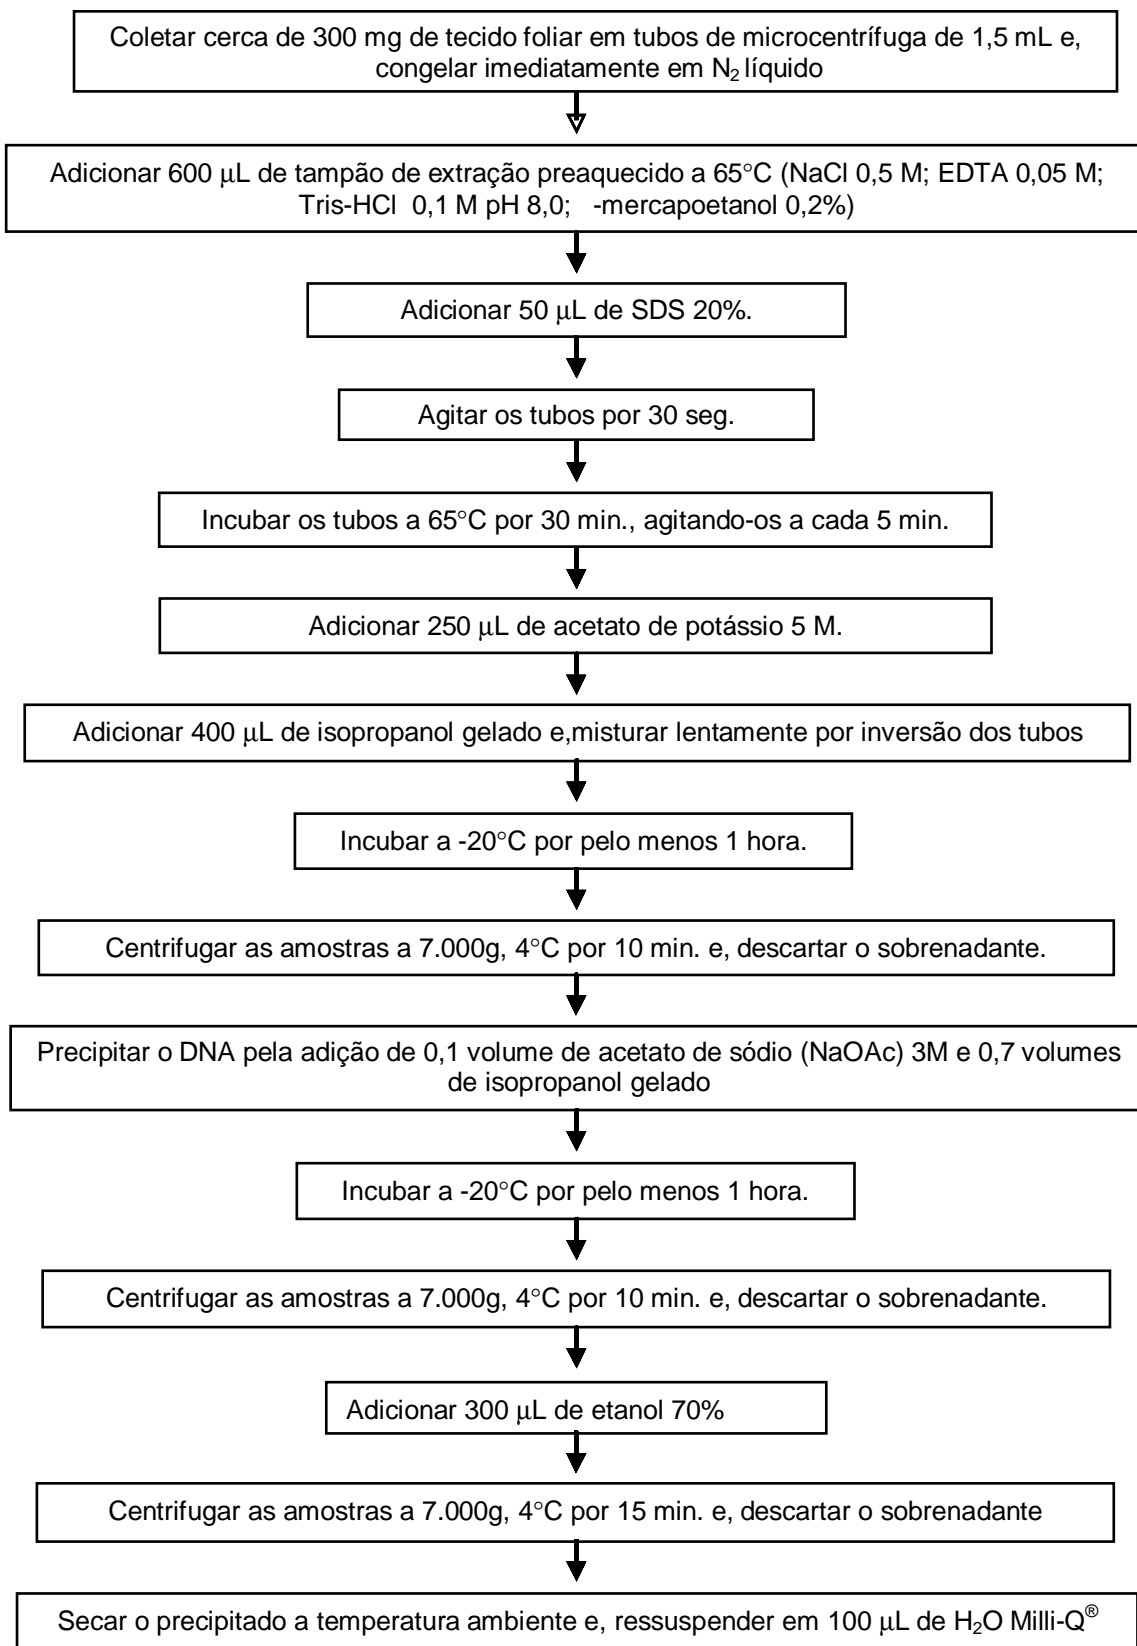 Coletar cerca de 300 mg de tecido foliar em tubos de microcentrífuga de 1,5 mL e,
congelar imediatamente em N₂ líquido
Adicionar 600 μL de tampão de extração preaquecido a 65°C (NaCl 0,5 M; EDTA 0,05 M;
Tris-HCl 0,1 M pH 8,0; -mercapoetanol 0,2%)
Adicionar 50 μL de SDS 20%.
Agitar os tubos por 30 seg.
Incubar os tubos a 65°C por 30 min., agitando-os a cada 5 min.
Adicionar 250 μL de acetato de potássio 5 M.
Adicionar 400 μL de isopropanol gelado e,misturar lentamente por inversão dos tubos
Incubar a -20°C por pelo menos 1 hora.
Centrifugar as amostras a 7.000g, 4°C por 10 min. e, descartar o sobrenadante.
Precipitar o DNA pela adição de 0,1 volume de acetato de sódio (NaOAc) 3M e 0,7 volumes
de isopropanol gelado
Incubar a -20°C por pelo menos 1 hora.
Centrifugar as amostras a 7.000g, 4°C por 10 min. e, descartar o sobrenadante.
Adicionar 300 μL de etanol 70%
Centrifugar as amostras a 7.000g, 4°C por 15 min. e, descartar o sobrenadante
Secar o precipitado a temperatura ambiente e, ressuspender em 100 μL de H₂O Milli-Q®